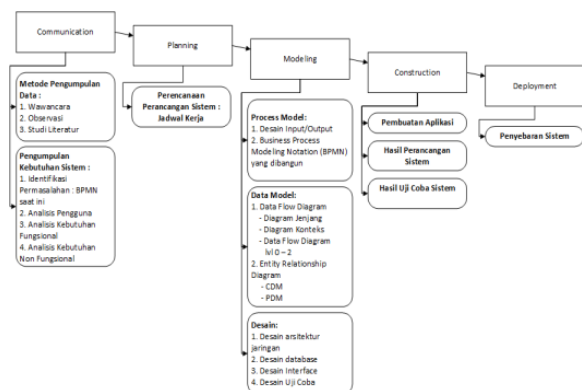 Communication
Planning
Modeling
Construction
Deployment
Metode Pengumpulan
Data :
1. Wawancara
2. Observasi
3. Studi Literatur
Pengumpulan
Kebutuhan Sistem :
1. Identifikasi
Permasalahan : BPMN
saat ini
2. Analisis Pengguna
3. Analisis Kebutuhan
Fungsional
4. Analisis Kebutuhan
Non Fungsional
Perencanaan
Perancangan Sistem :
Jadwal Kerja
Process Model:
1. Desain Input/Output
2. Business Process
Modeling Notation (BPMN)
yang dibangun
Data Model:
1. Data Flow Diagram
- Diagram Jenjang
- Diagram Konteks
- Data Flow Diagram
lvl 0 – 2
2. Entity Relationship
Diagram
- CDM
- PDM
Desain:
1. Desain arsitektur
jaringan
2. Desain database
3. Desain Interface
4. Desain Uji Coba
Pembuatan Aplikasi
Hasil Perancangan
Sistem
Hasil Uji Coba Sistem
Penyebaran Sistem